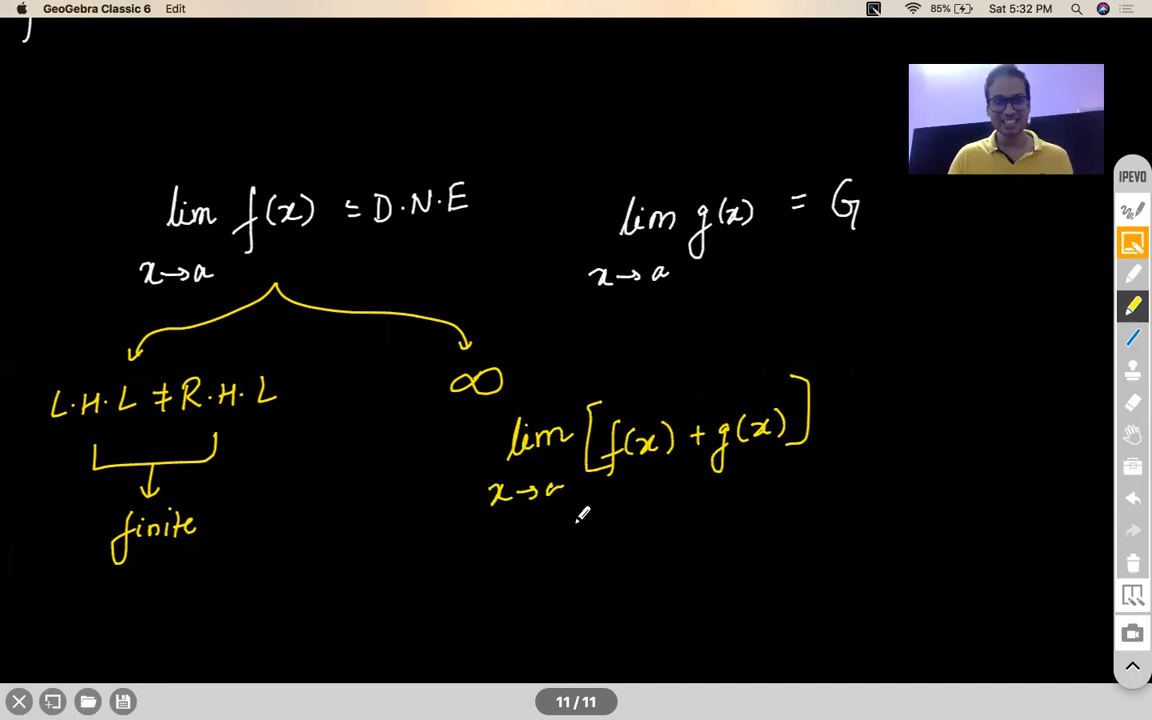 GeoGebra Classic 6 Edit 85% Sat 5:32 PM
IPEVO
lim f(x) = D.N.E
x→a
lim g(x) = G
x→a
L.H.L ≠ R.H.L
∞
finite
lim [f(x) + g(x)]
x→a
11/11